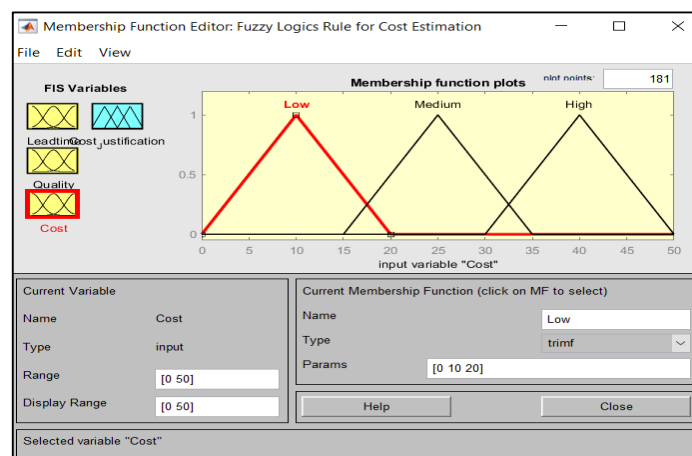 Membership Function Editor: Fuzzy Logics Rule for Cost Estimation
File Edit View
FIS Variables
Membership function plots
plot points:
181
Leadtime
Cost_Justification
Quality
Cost
Low
Medium
High
1
0.5
0
0 5 10 15 20 25 30 35 40 45 50
input variable "Cost"
Current Variable
Name Cost
Type input
Range [0 50]
Display Range [0 50]
Current Membership Function (click on MF to select)
Name Low
Type trimf
Params [0 10 20]
Help Close
Selected variable "Cost"